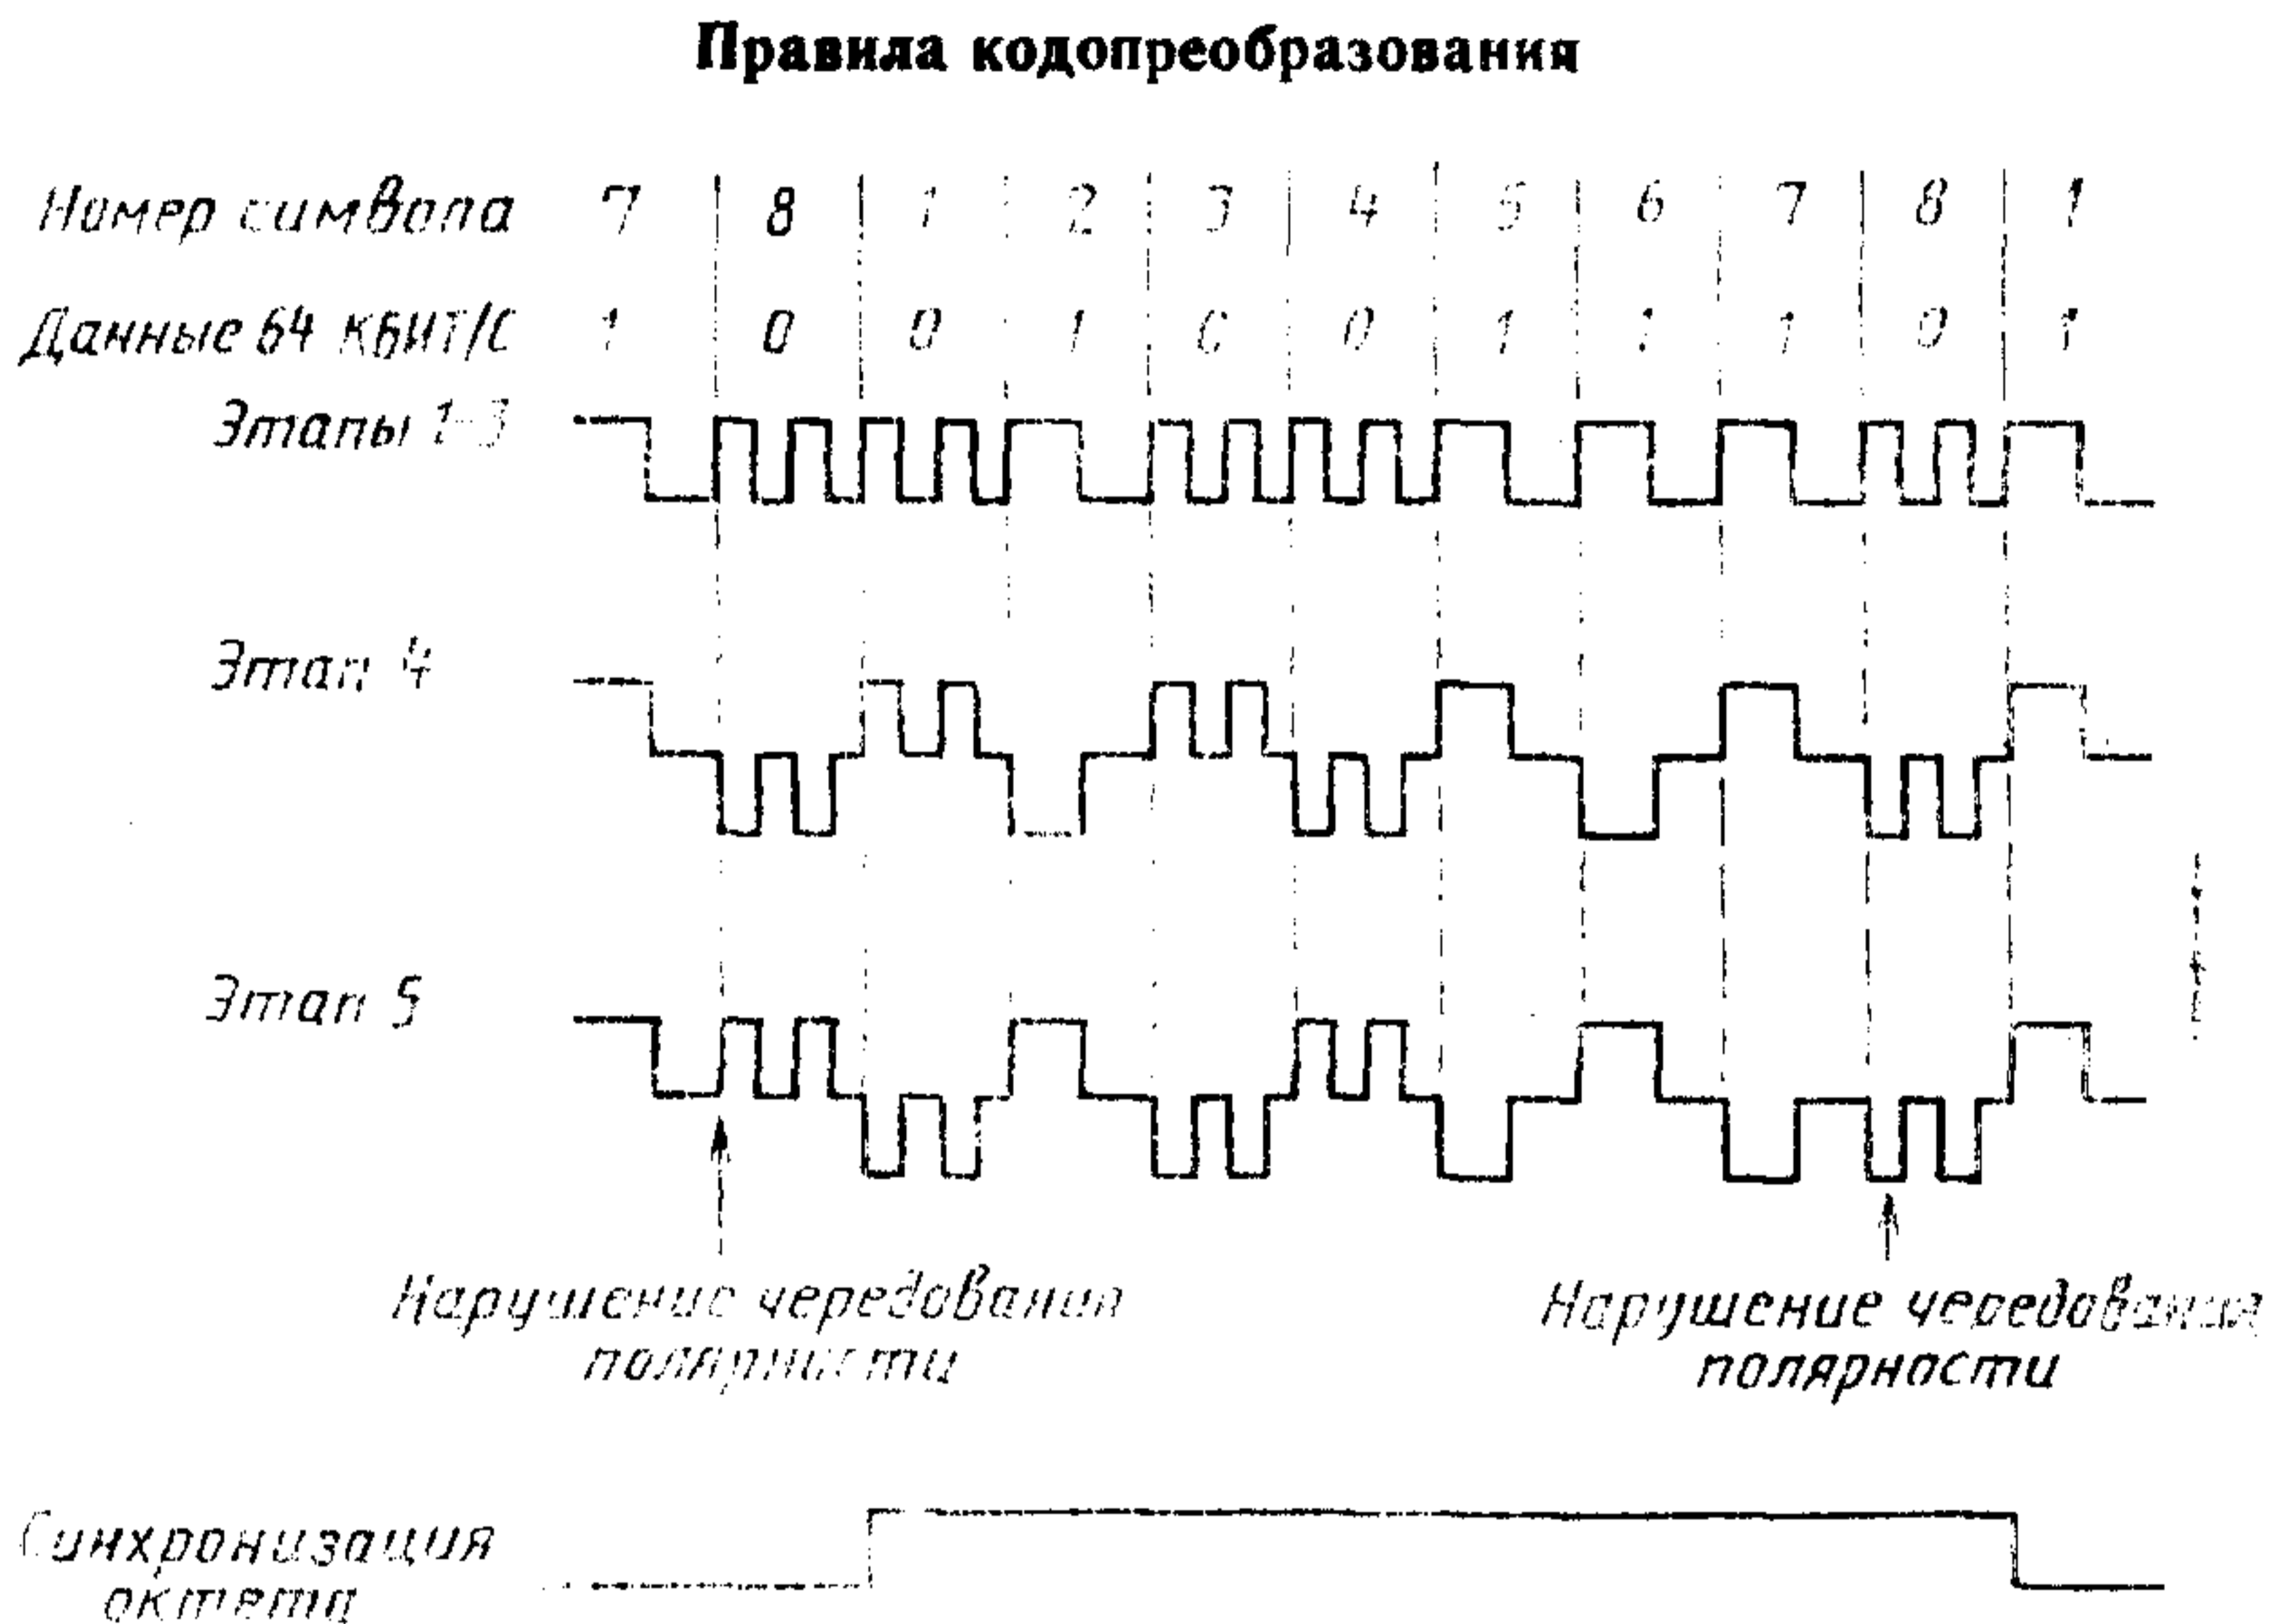 Правила кодопреобразования
Номер символа 7 8 1 2 3 4 5 6 7 8 1
Данные 64 кбит/с 1 0 0 1 0 0 1 1 1 0 1
Этапы 1-3
Этап 4
Этап 5
Нарушение чередования
полярности
Нарушение чередования
полярности
Синхронизация
октета